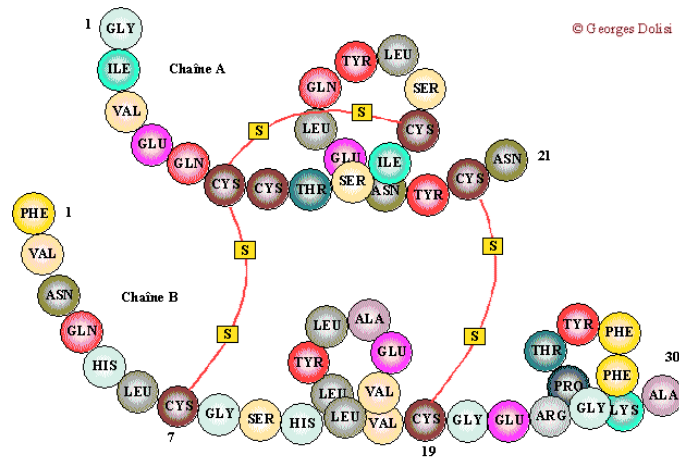 © Georges Dolisi
Chaîne A
1
GLY
ILE
VAL
GLU
GLN
CYS
CYS
THR
SER
ILE
CYS
SER
LEU
TYR
GLN
LEU
GLU
ASN
TYR
CYS
ASN
21
S
S
S
S
S
S
Chaîne B
1
PHE
VAL
ASN
GLN
HIS
LEU
CYS
7
GLY
SER
HIS
LEU
VAL
GLU
ALA
LEU
TYR
LEU
VAL
CYS
19
GLY
GLU
ARG
GLY
PHE
PHE
TYR
THR
PRO
LYS
ALA
30